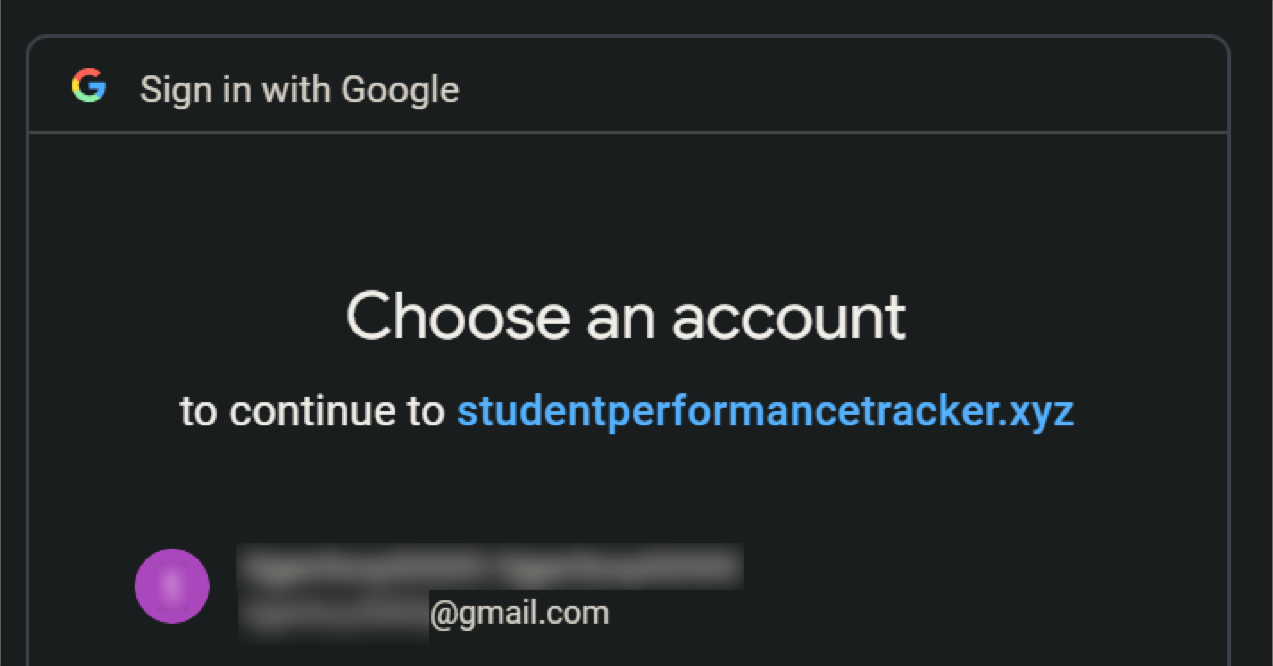 Sign in with Google
Choose an account
to continue to studentperformancetracker.xyz
@gmail.com